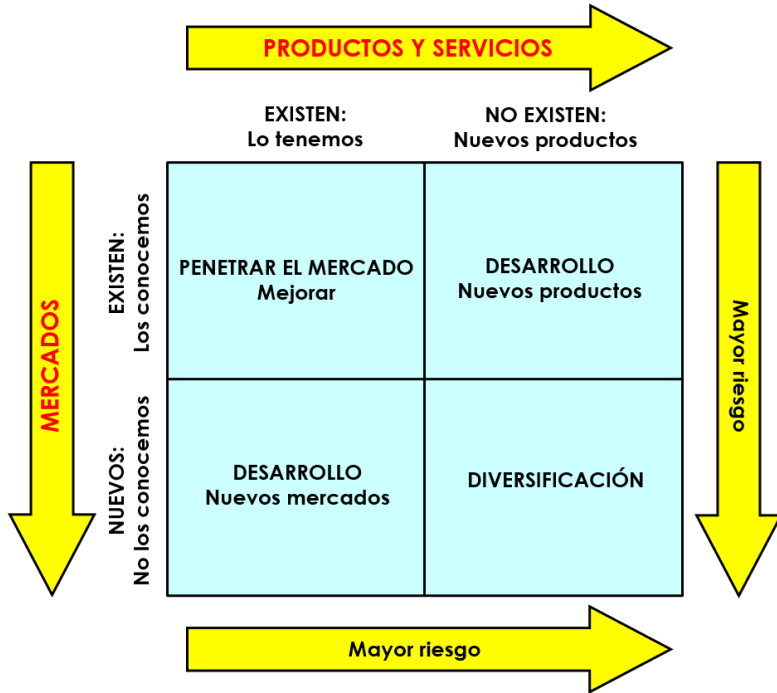 PRODUCTOS Y SERVICIOS
EXISTEN:
Lo tenemos
NO EXISTEN:
Nuevos productos
MERCADOS
EXISTEN:
Los conocemos
PENETRAR EL MERCADO
Mejorar
DESARROLLO
Nuevos productos
Mayor riesgo
NUEVOS:
No los conocemos
DESARROLLO
Nuevos mercados
DIVERSIFICACIÓN
Mayor riesgo